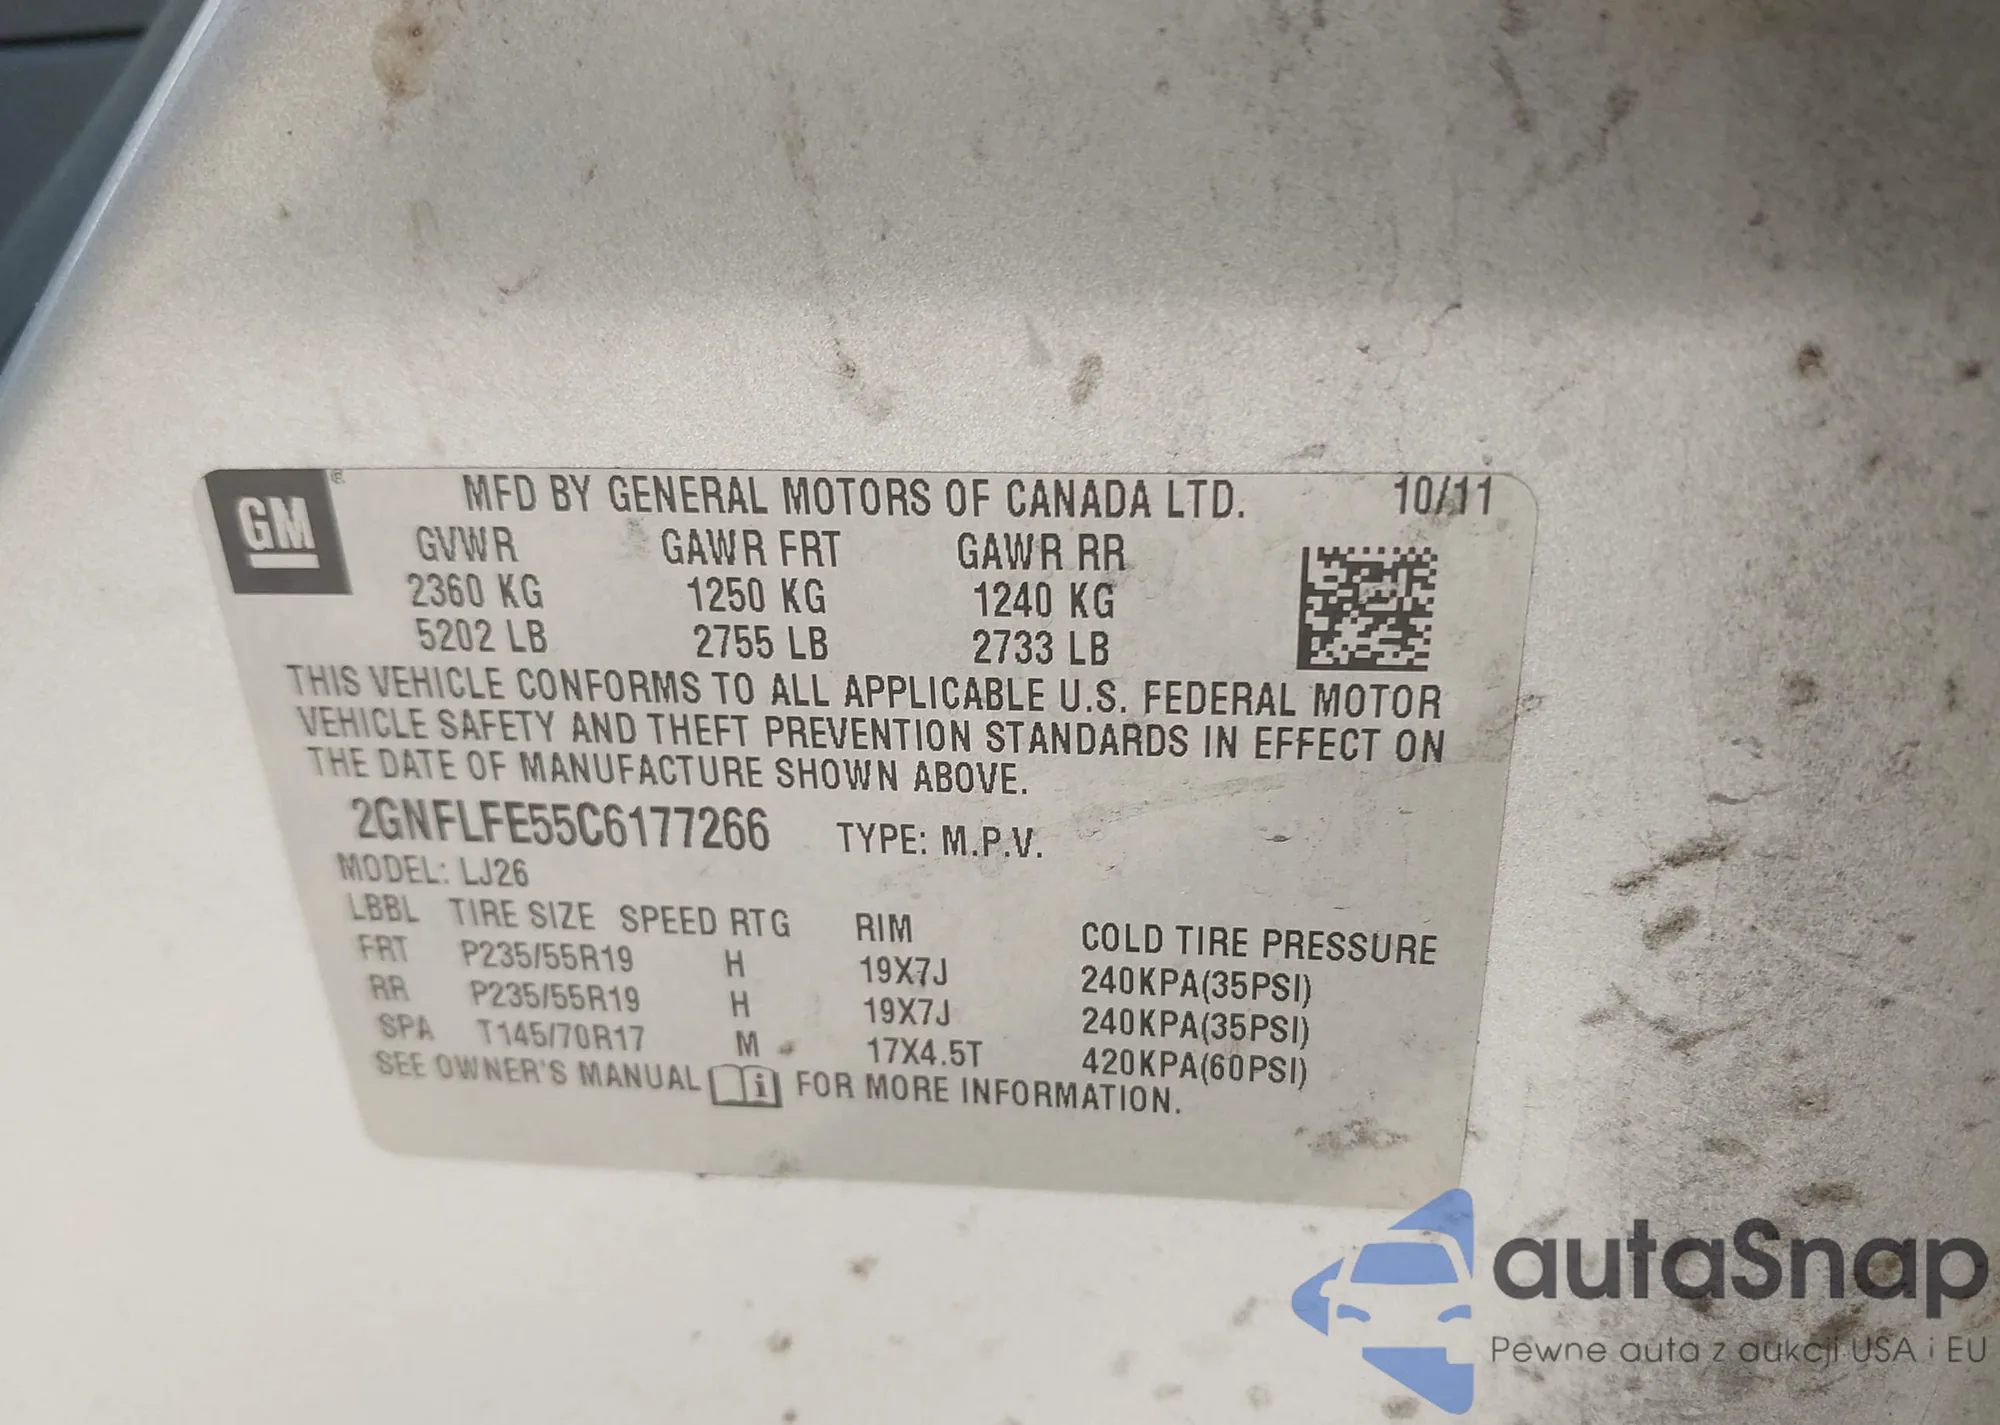 GM ® MFD BY GENERAL MOTORS OF CANADA LTD. 10/11
GVWR GAWR FRT GAWR RR
2360 KG 1250 KG 1240 KG
5202 LB 2755 LB 2733 LB
THIS VEHICLE CONFORMS TO ALL APPLICABLE U.S. FEDERAL MOTOR
VEHICLE SAFETY AND THEFT PREVENTION STANDARDS IN EFFECT ON
THE DATE OF MANUFACTURE SHOWN ABOVE.
2GNFLFE55C6177266 TYPE: M.P.V.
MODEL: LJ26
LBBL TIRE SIZE SPEED RTG RIM COLD TIRE PRESSURE
FRT P235/55R19 H 19X7J 240KPA(35PSI)
RR P235/55R19 H 19X7J 240KPA(35PSI)
SPA T145/70R17 M 17X4.5T 420KPA(60PSI)
SEE OWNER'S MANUAL i FOR MORE INFORMATION.
autaSnap
Pewne auta z aukcji USA i EU